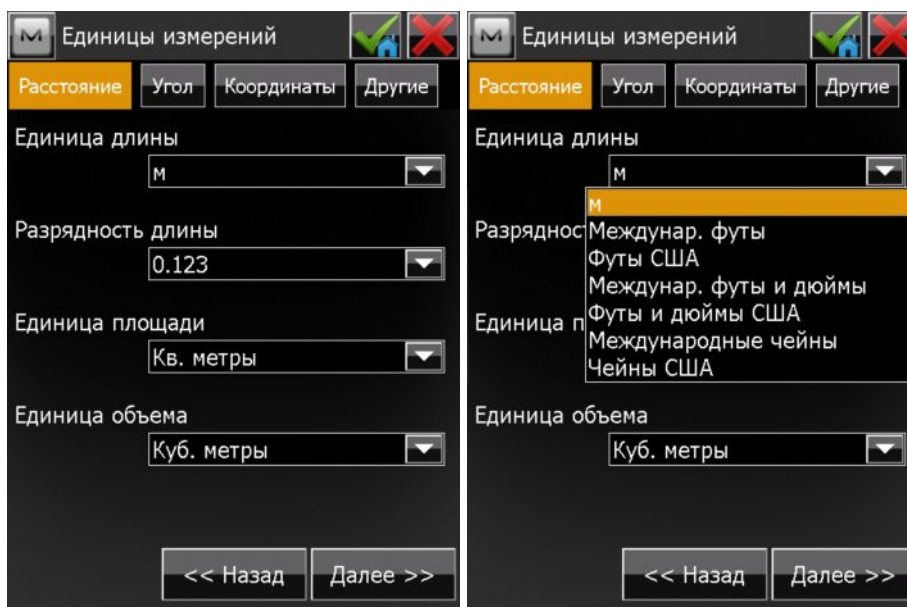 Единицы измерений
Расстояние Угол Координаты Другие
Единица длины
м
Разрядность длины
0.123
Единица площади
Кв. метры
Единица объема
Куб. метры
<< Назад Далее >>
Единицы измерений
Расстояние Угол Координаты Другие
Единица длины
м
м
Разряднос Междунар. футы
Футы США
Междунар. футы и дюймы
Единица п Футы и дюймы США
Международные чейны
Чейны США
Единица объема
Куб. метры
<< Назад Далее >>